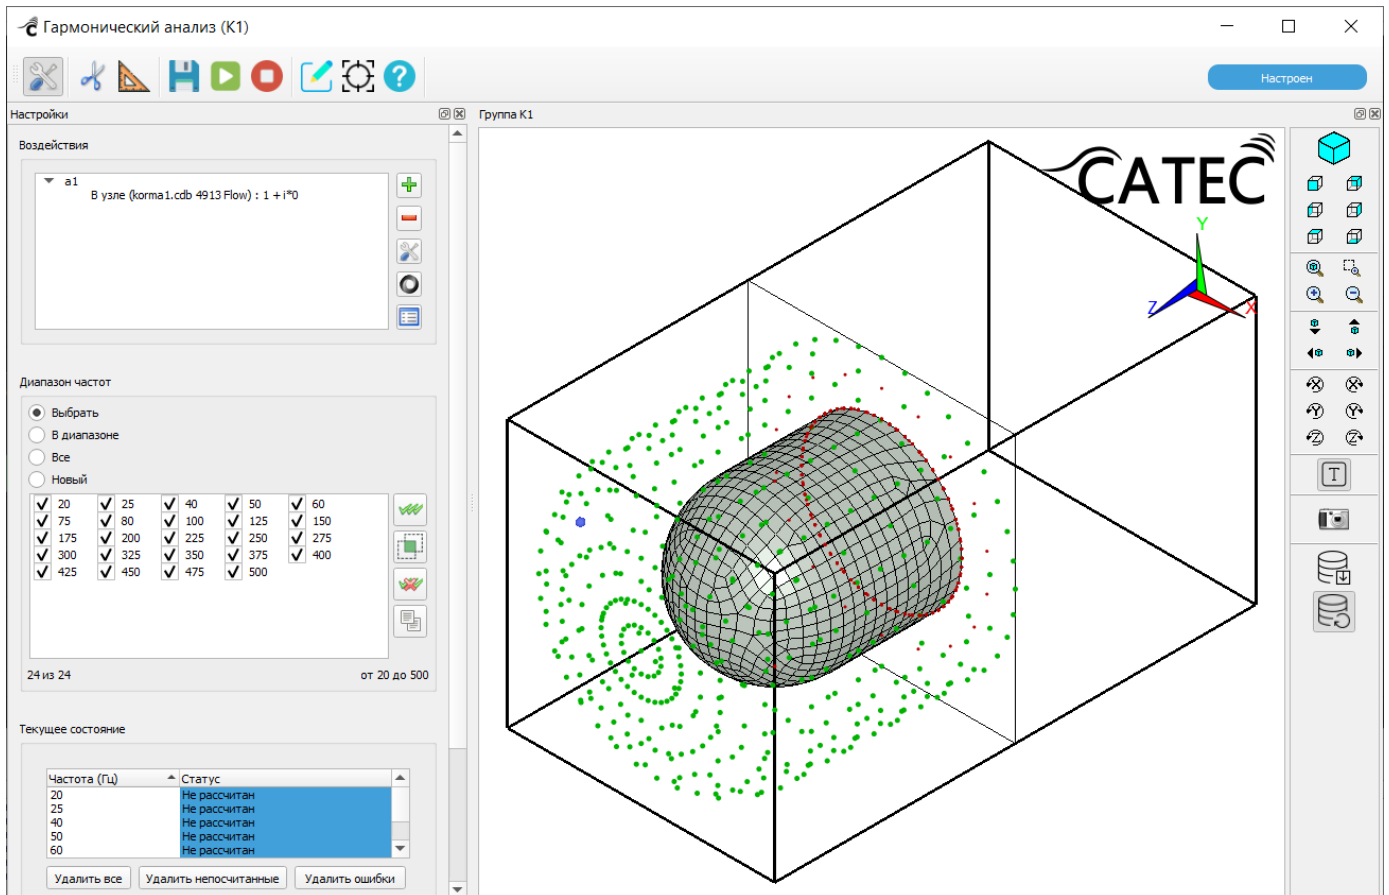 Гармонический анализ (K1)
Настроен
Настройки
Группа K1
Воздействия
a1
В узле (korma1.cdb 4913 Flow) : 1 + i*0
Диапазон частот
Выбрать
В диапазоне
Все
Новый
20 25 40 50 60
75 80 100 125 150
175 200 225 250 275
300 325 350 375 400
425 450 475 500
24 из 24
от 20 до 500
Текущее состояние
Частота (Гц) Статус
20 Не рассчитан
25 Не рассчитан
40 Не рассчитан
50 Не рассчитан
60 Не рассчитан
Удалить все Удалить непосчитанные Удалить ошибки
CATEC
Y
Z
X
X X
Y Y
Z Z
T